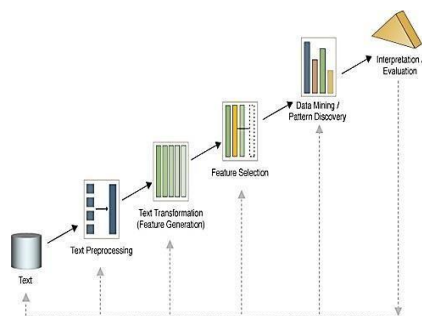 Text
Text Preprocessing
Text Transformation
(Feature Generation)
Feature Selection
Data Mining /
Pattern Discovery
Interpretation /
Evaluation